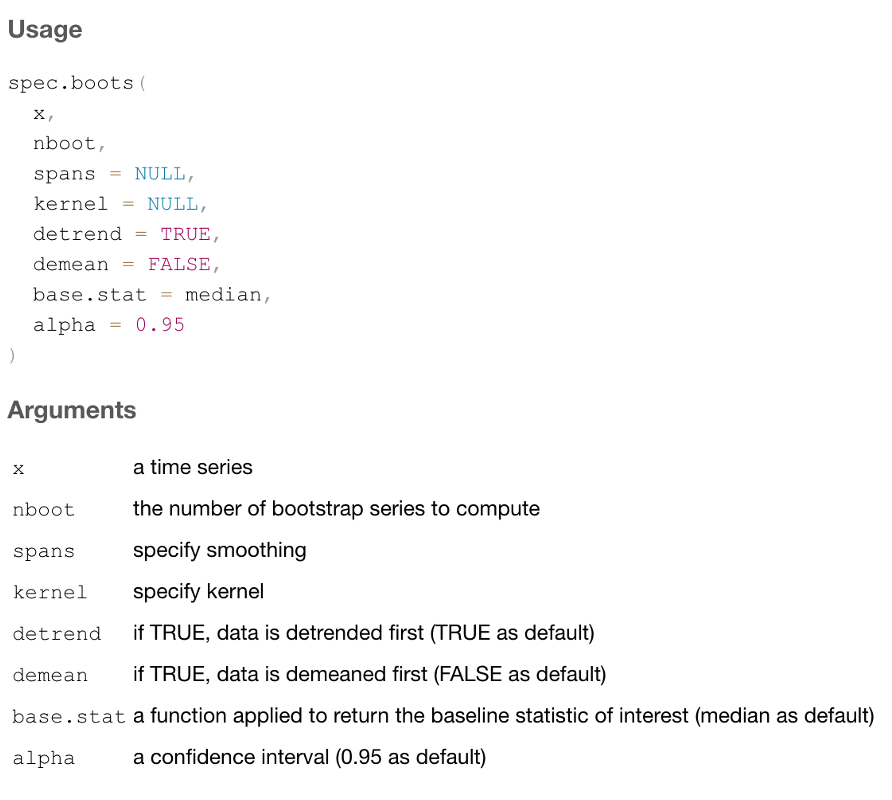 Usage
spec.boots(
x,
nboot,
spans = NULL,
kernel = NULL,
detrend = TRUE,
demean = FALSE,
base.stat = median,
alpha = 0.95
)
Arguments
x a time series
nboot the number of bootstrap series to compute
spans specify smoothing
kernel specify kernel
detrend if TRUE, data is detrended first (TRUE as default)
demean if TRUE, data is demeaned first (FALSE as default)
base.stat a function applied to return the baseline statistic of interest (median as default)
alpha a confidence interval (0.95 as default)